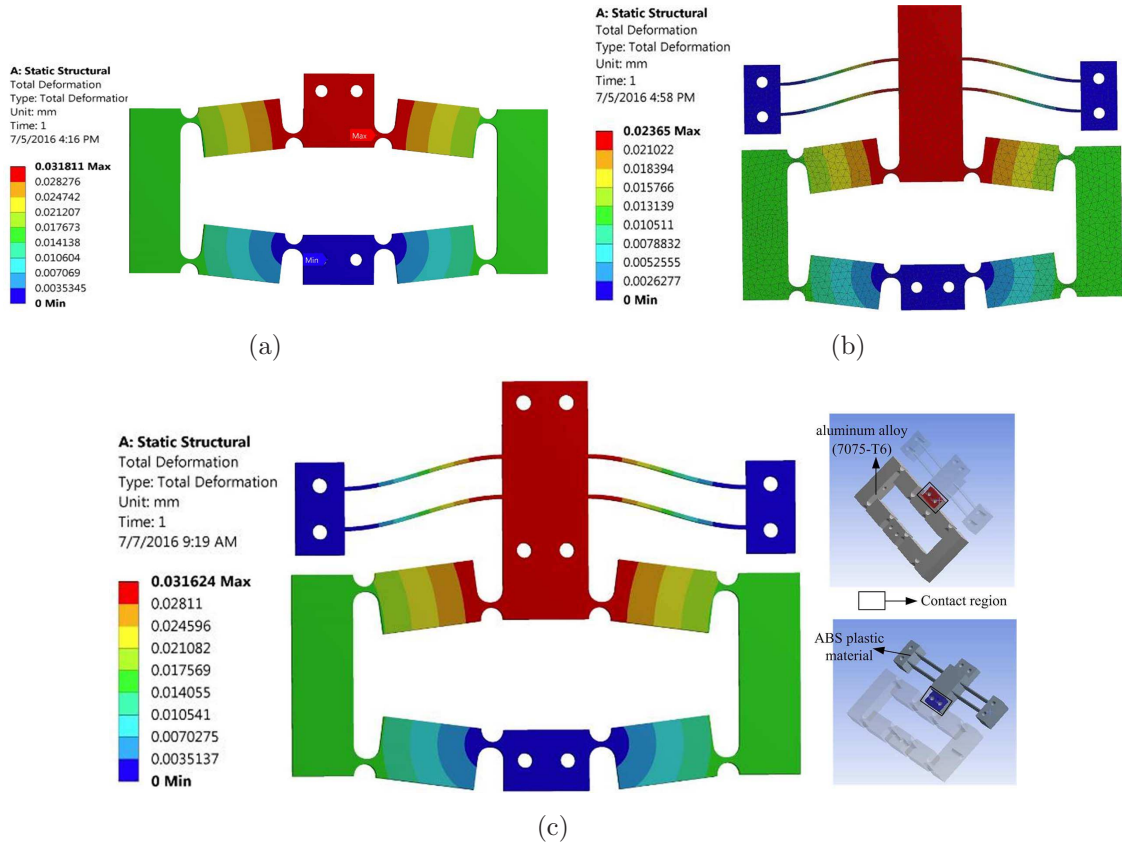 A: Static Structural
Total Deformation
Type: Total Deformation
Unit: mm
Time: 1
7/5/2016 4:16 PM
0.031811 Max
0.028276
0.024742
0.021207
0.017673
0.014138
0.010604
0.007069
0.0035345
0 Min
Max
Min
(a)
A: Static Structural
Total Deformation
Type: Total Deformation
Unit: mm
Time: 1
7/5/2016 4:58 PM
0.02365 Max
0.021022
0.018394
0.015766
0.013139
0.010511
0.0078832
0.0052555
0.0026277
0 Min
(b)
A: Static Structural
Total Deformation
Type: Total Deformation
Unit: mm
Time: 1
7/7/2016 9:19 AM
0.031624 Max
0.02811
0.024596
0.021082
0.017569
0.014055
0.010541
0.0070275
0.0035137
0 Min
aluminum alloy
(7075-T6)
Contact region
ABS plastic
material
(c)